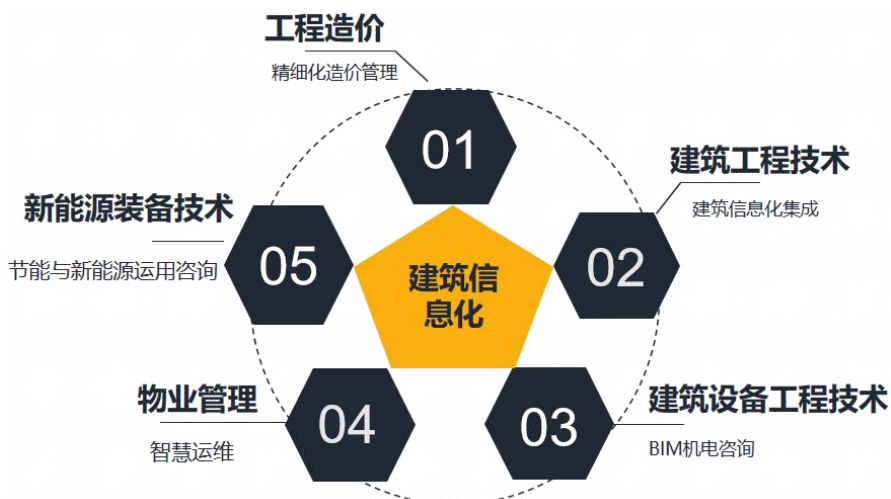 工程造价
精细化造价管理
01
建筑工程技术
建筑信息化集成
02
建筑设备工程技术
BIM机电咨询
03
物业管理
智慧运维
04
新能源装备技术
节能与新能源运用咨询
05
建筑信
息化